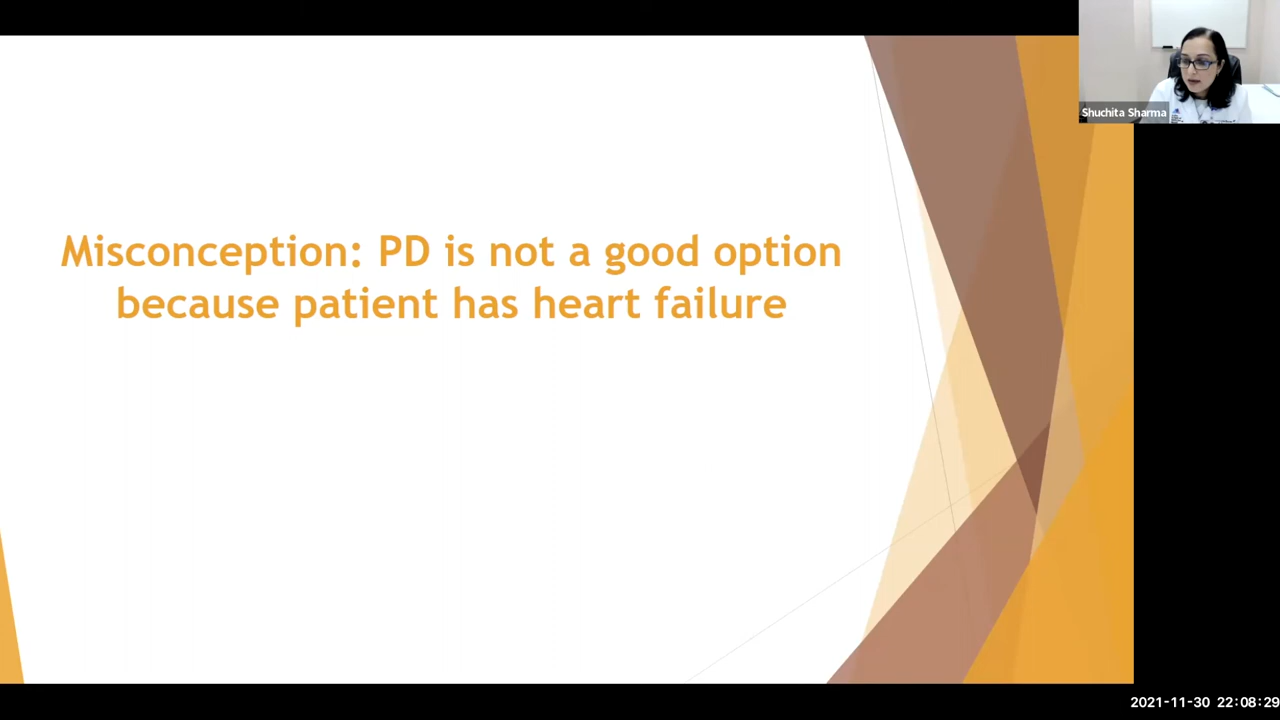 Misconception: PD is not a good option
because patient has heart failure
Shuchita Sharma
2021-11-30 22:08:29